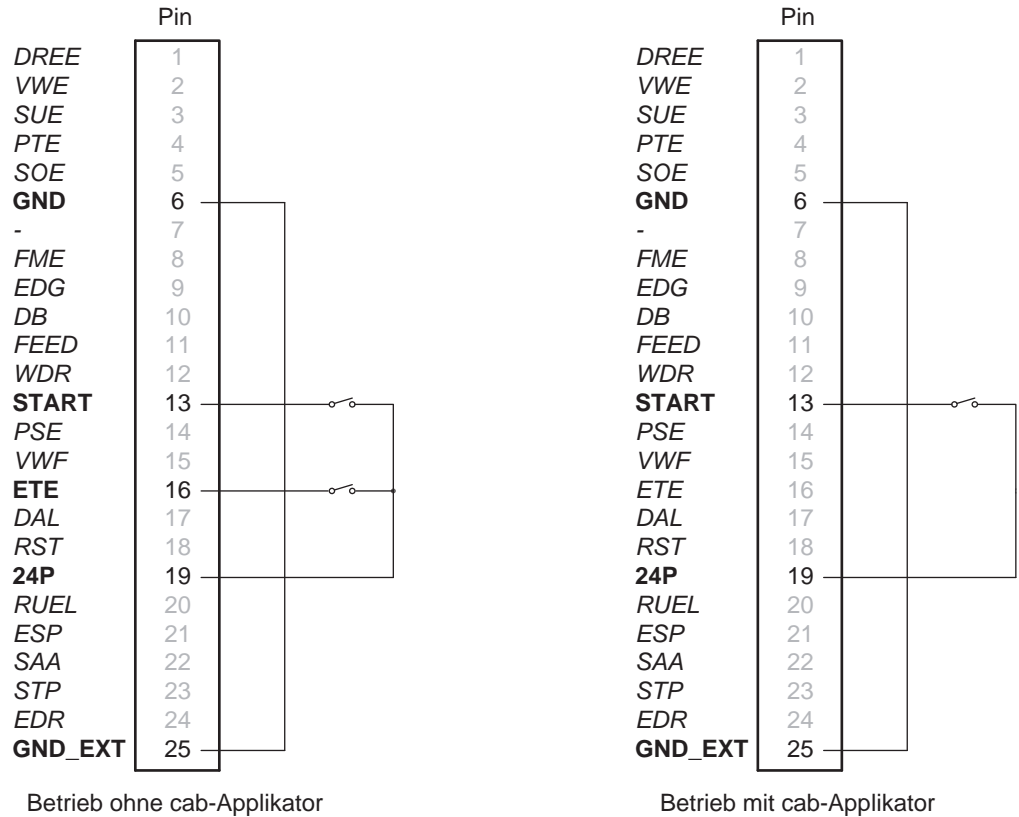 Pin
DREE 1
VWE 2
SUE 3
PTE 4
SOE 5
GND 6
- 7
FME 8
EDG 9
DB 10
FEED 11
WDR 12
START 13
PSE 14
VWF 15
ETE 16
DAL 17
RST 18
24P 19
RUEL 20
ESP 21
SAA 22
STP 23
EDR 24
GND_EXT 25
Betrieb ohne cab-Applikator
Pin
DREE 1
VWE 2
SUE 3
PTE 4
SOE 5
GND 6
- 7
FME 8
EDG 9
DB 10
FEED 11
WDR 12
START 13
PSE 14
VWF 15
ETE 16
DAL 17
RST 18
24P 19
RUEL 20
ESP 21
SAA 22
STP 23
EDR 24
GND_EXT 25
Betrieb mit cab-Applikator